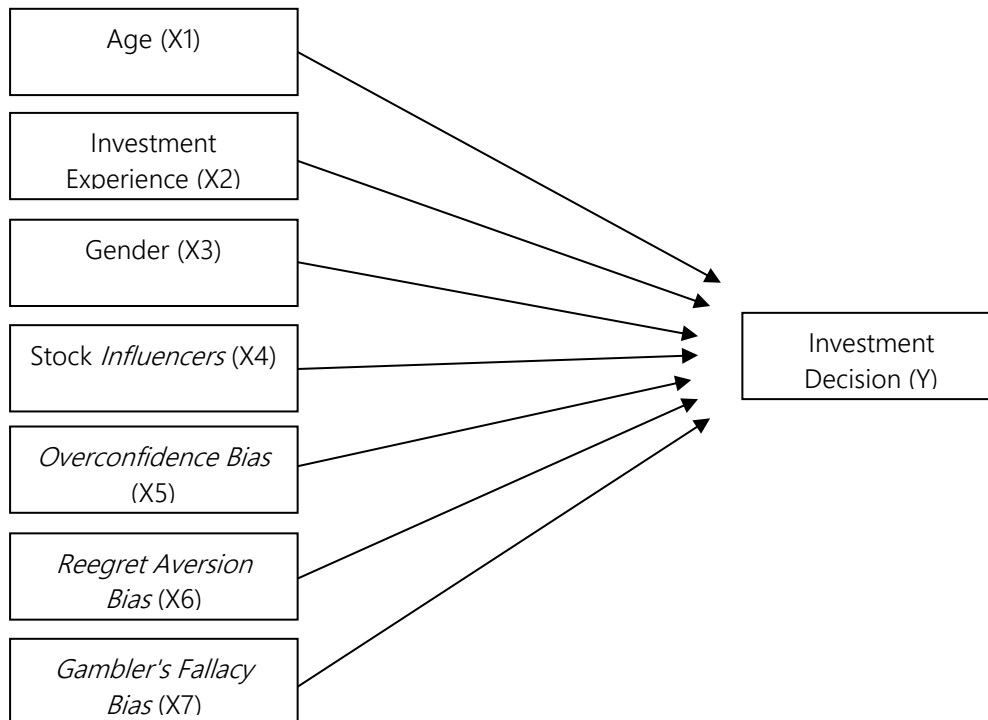 Age (X1)
Investment
Experience (X2)
Gender (X3)
Stock Influencers (X4)
Overconfidence Bias
(X5)
Reegret Aversion
Bias (X6)
Gambler's Fallacy
Bias (X7)
Investment
Decision (Y)